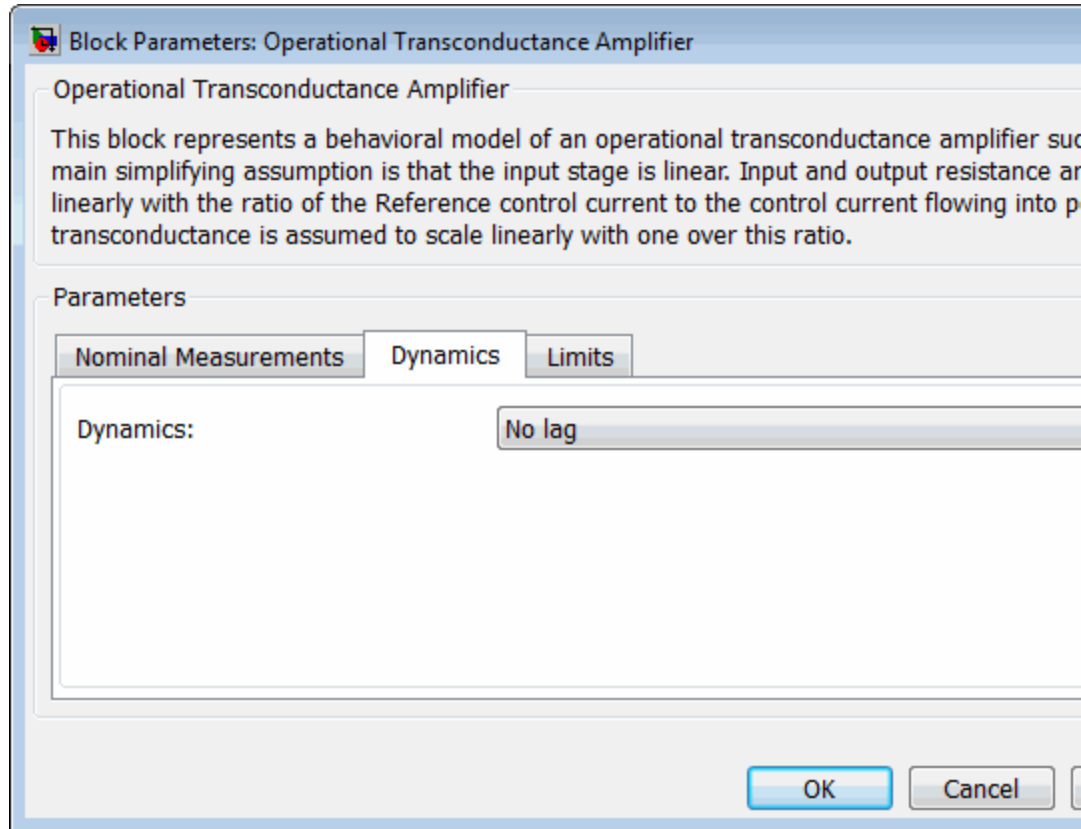 Block Parameters: Operational Transconductance Amplifier
Operational Transconductance Amplifier
This block represents a behavioral model of an operational transconductance amplifier
main simplifying assumption is that the input stage is linear. Input and output resistance
linearly with the ratio of the Reference control current to the control current flowing into
transconductance is assumed to scale linearly with one over this ratio.
Parameters
Nominal Measurements Dynamics Limits
Dynamics: No lag
OK Cancel